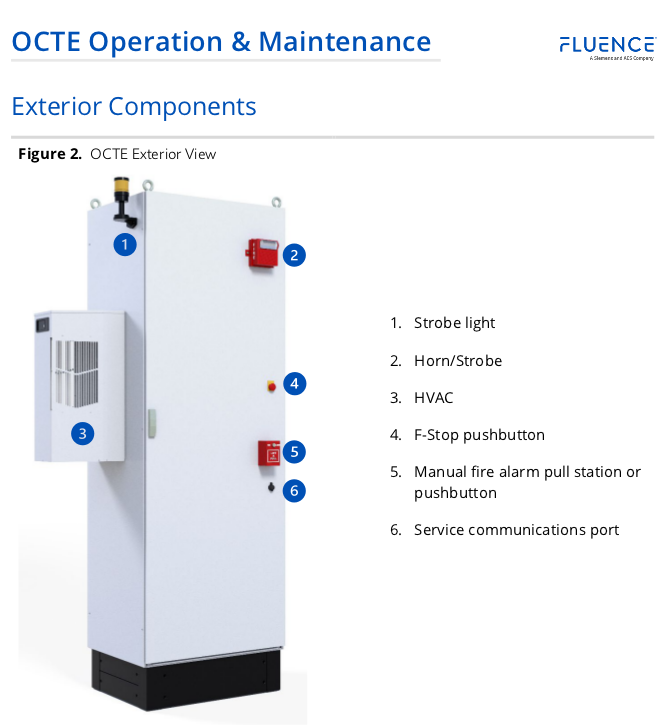 OCTE Operation & Maintenance
FLUENCE
A Siemens and AES Company
Exterior Components
Figure 2. OCTE Exterior View
1
2
3
4
5
6
1. Strobe light
2. Horn/Strobe
3. HVAC
4. F-Stop pushbutton
5. Manual fire alarm pull station or
pushbutton
6. Service communications port